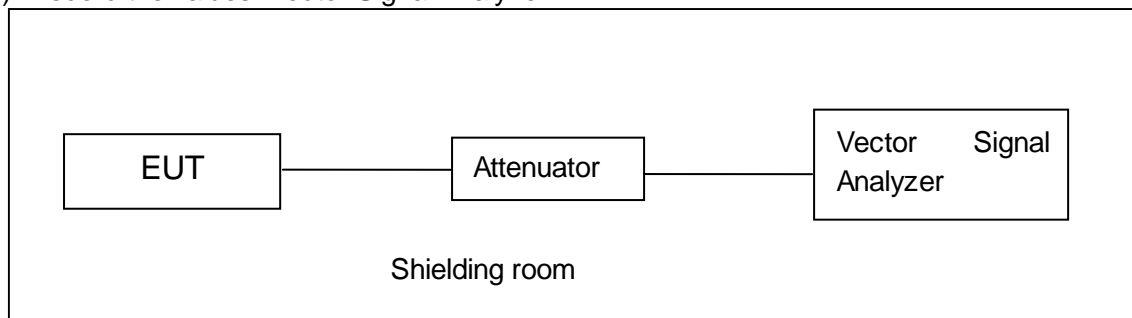 EUT
Attenuator
Vector Signal
Analyzer
Shielding room